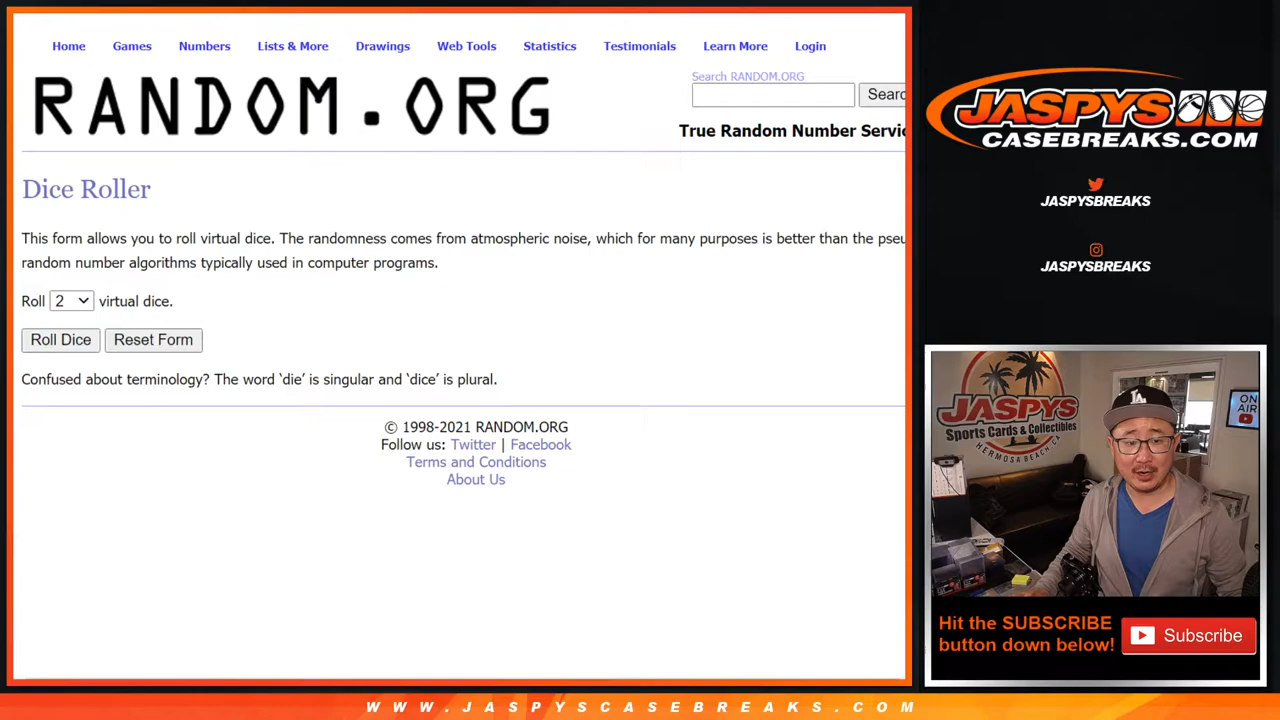 Home Games Numbers Lists & More Drawings Web Tools Statistics Testimonials Learn More Login
RANDOM.ORG
Search RANDOM.ORG
Searc
True Random Number Servic
Dice Roller
This form allows you to roll virtual dice. The randomness comes from atmospheric noise, which for many purposes is better than the pseu
random number algorithms typically used in computer programs.
Roll 2 virtual dice.
Roll Dice Reset Form
Confused about terminology? The word ‘die’ is singular and ‘dice’ is plural.
© 1998-2021 RANDOM.ORG
Follow us: Twitter | Facebook
Terms and Conditions
About Us
JASPYS
CASEBREAKS.COM
JASPYSBREAKS
JASPYSBREAKS
JASPYS
Sports Cards & Collectibles
HERMOSA BEACH, CA
LA
ON
AIR
Hit the SUBSCRIBE
button down below!
Subscribe
WWW.JASPYSCASEBREAKS.COM